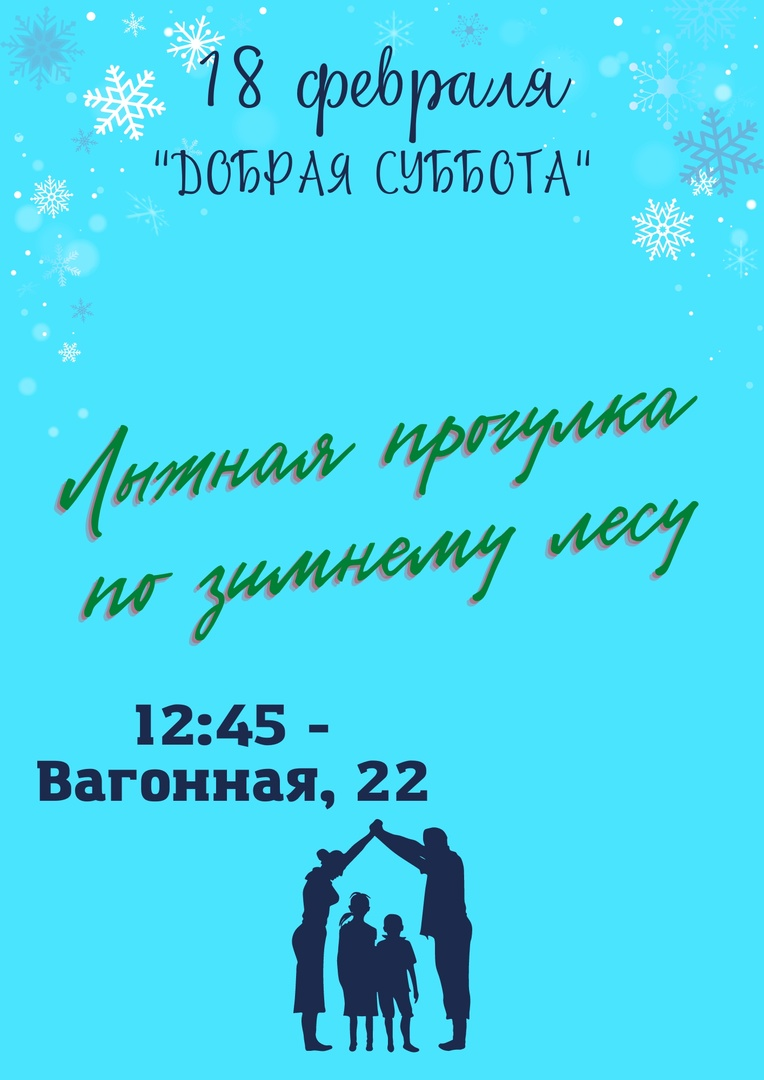 18 февраля
"ДОБРАЯ СУББОТА"
Лыжная прогулка
по зимнему лесу
12:45 -
Вагонная, 22